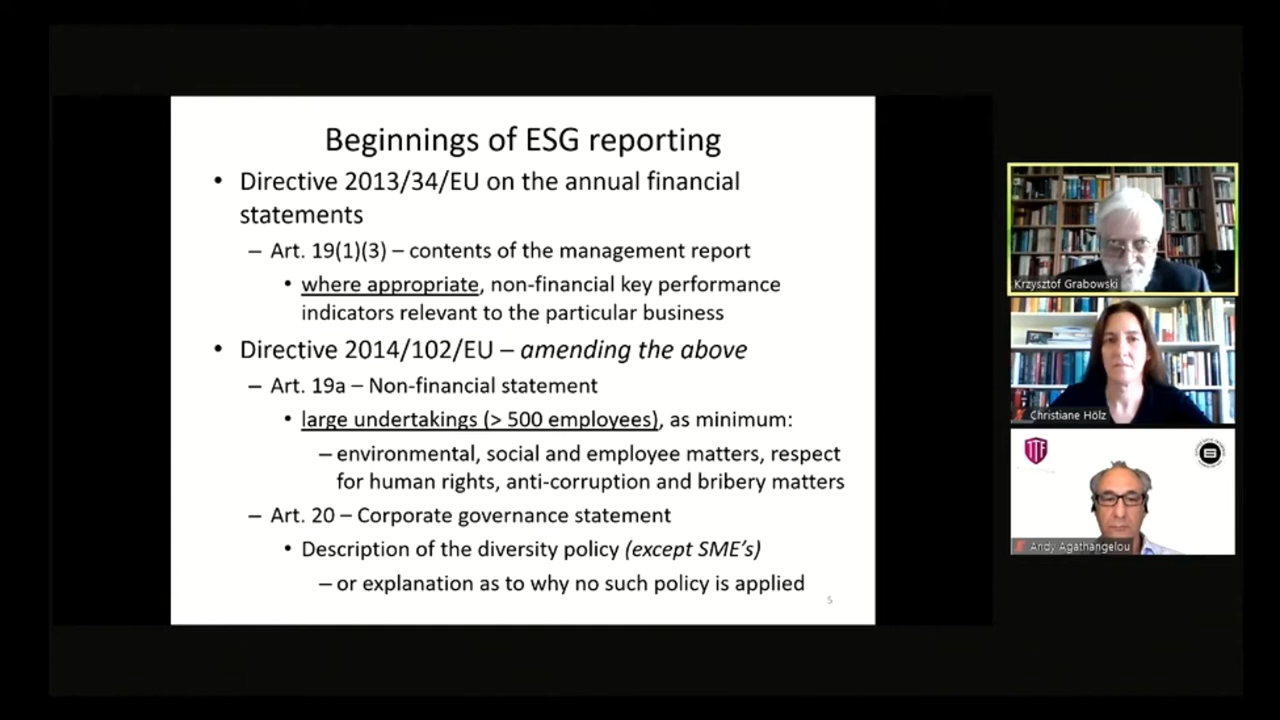 Beginnings of ESG reporting
• Directive 2013/34/EU on the annual financial
statements
– Art. 19(1)(3) – contents of the management report
• where appropriate, non-financial key performance
indicators relevant to the particular business
• Directive 2014/102/EU – amending the above
– Art. 19a – Non-financial statement
• large undertakings (> 500 employees), as minimum:
– environmental, social and employee matters, respect
for human rights, anti-corruption and bribery matters
– Art. 20 – Corporate governance statement
• Description of the diversity policy (except SME's)
– or explanation as to why no such policy is applied
5
Krzysztof Grabowski
Christiane Hölz
TTF
Andy Agathangelou